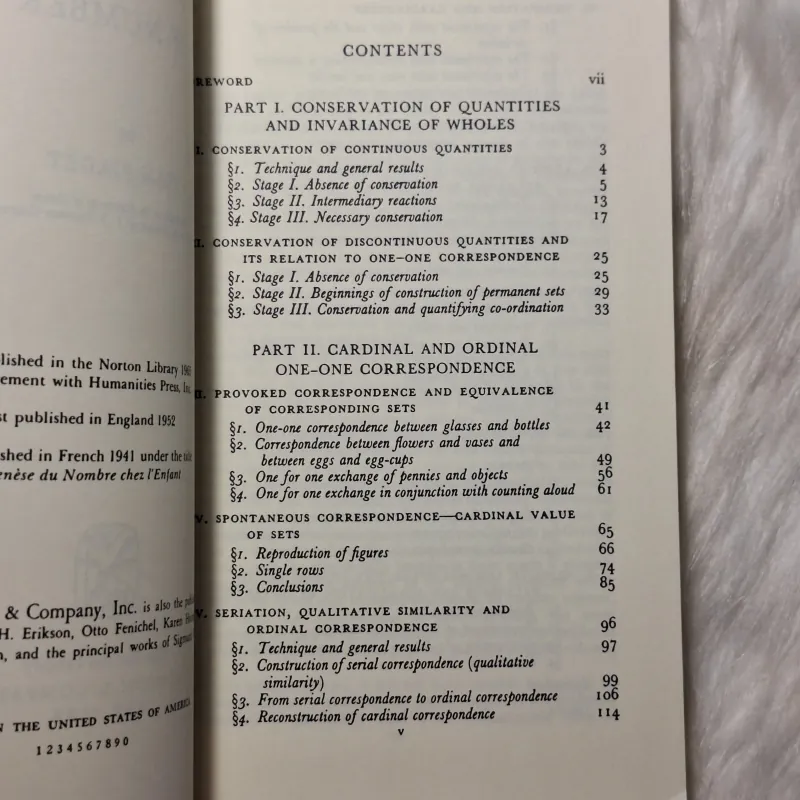 lished in the Norton Library
ement with Humanities Press, Inc.
st published in England 1952
shed in French 1941 under the
enèse du Nombre chez l'Enfant
& Company, Inc. is also the
H. Erikson, Otto Fenichel, Karen
and the principal works of
N THE UNITED STATES OF AMERICA
1 2 3 4 5 6 7 8 9 0
CONTENTS
REWORD vii
PART I. CONSERVATION OF QUANTITIES
AND INVARIANCE OF WHOLES
I. CONSERVATION OF CONTINUOUS QUANTITIES 3
§1. Technique and general results 4
§2. Stage I. Absence of conservation 5
§3. Stage II. Intermediary reactions 13
§4. Stage III. Necessary conservation 17
I. CONSERVATION OF DISCONTINUOUS QUANTITIES AND
ITS RELATION TO ONE–ONE CORRESPONDENCE 25
§1. Stage I. Absence of conservation 25
§2. Stage II. Beginnings of construction of permanent sets 29
§3. Stage III. Conservation and quantifying co-ordination 33
PART II. CARDINAL AND ORDINAL
ONE–ONE CORRESPONDENCE
I. PROVOKED CORRESPONDENCE AND EQUIVALENCE
OF CORRESPONDING SETS 41
§1. One-one correspondence between glasses and bottles 42
§2. Correspondence between flowers and vases and
between eggs and egg-cups 49
§3. One for one exchange of pennies and objects 56
§4. One for one exchange in conjunction with counting aloud 61
V. SPONTANEOUS CORRESPONDENCE—CARDINAL VALUE
OF SETS 65
§1. Reproduction of figures 66
§2. Single rows 74
§3. Conclusions 85
V. SERIATION, QUALITATIVE SIMILARITY AND
ORDINAL CORRESPONDENCE 96
§1. Technique and general results 97
§2. Construction of serial correspondence (qualitative
similarity) 99
§3. From serial correspondence to ordinal correspondence 106
§4. Reconstruction of cardinal correspondence 114
v